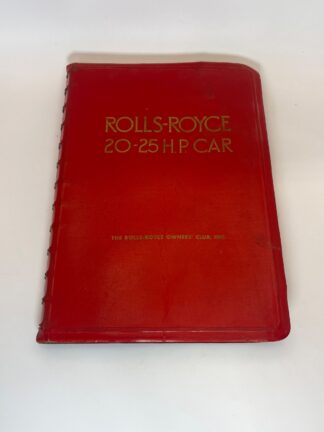 ROLLS-ROYCE
20-25 H.P. CAR
THE ROLLS-ROYCE OWNERS' CLUB, INC.